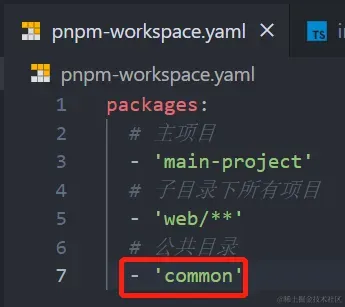 pnpm-workspace.yaml
TS
pnpm-workspace.yaml
1 packages:
2 # 主项目
3 - 'main-project'
4 # 子目录下所有项目
5 - 'web/**'
6 # 公共目录
7 - 'common'
@稀土掘金技术社区